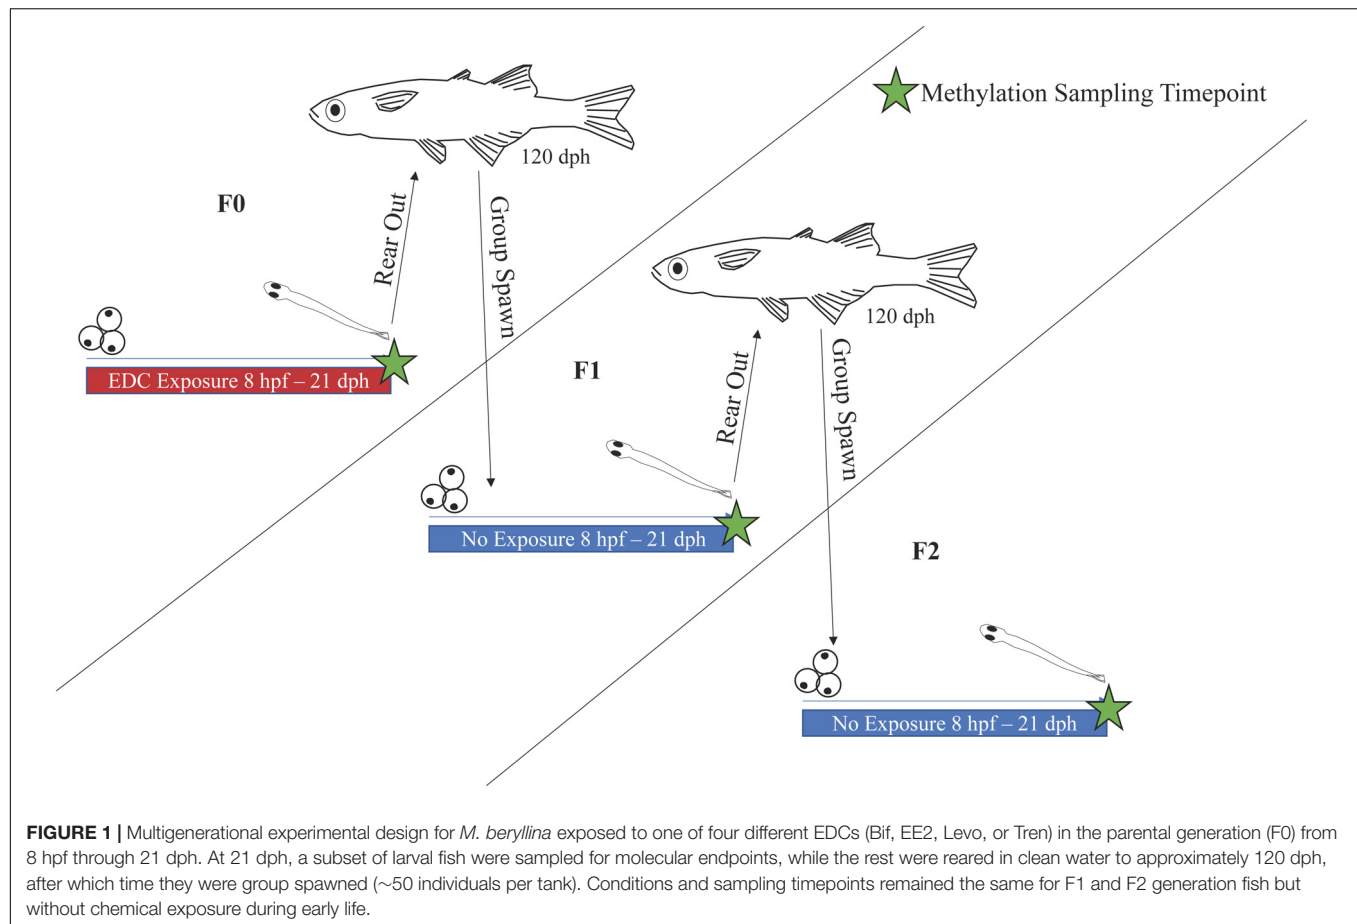 Methylation Sampling Timepoint
120 dph
F0
Rear Out
Group Spawn
EDC Exposure 8 hpf – 21 dph
120 dph
F1
Rear Out
Group Spawn
No Exposure 8 hpf – 21 dph
F2
No Exposure 8 hpf – 21 dph
FIGURE 1 | Multigenerational experimental design for M. beryllina exposed to one of four different EDCs (Bif, EE2, Levo, or Tren) in the parental generation (F0) from
8 hpf through 21 dph. At 21 dph, a subset of larval fish were sampled for molecular endpoints, while the rest were reared in clean water to approximately 120 dph,
after which time they were group spawned (∼50 individuals per tank). Conditions and sampling timepoints remained the same for F1 and F2 generation fish but
without chemical exposure during early life.